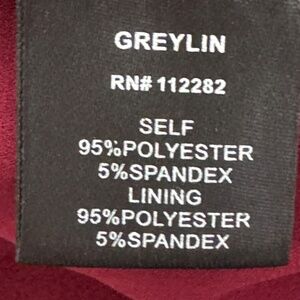 GREYLIN
RN# 112282
SELF
95%POLYESTER
5%SPANDEX
LINING
95%POLYESTER
5%SPANDEX